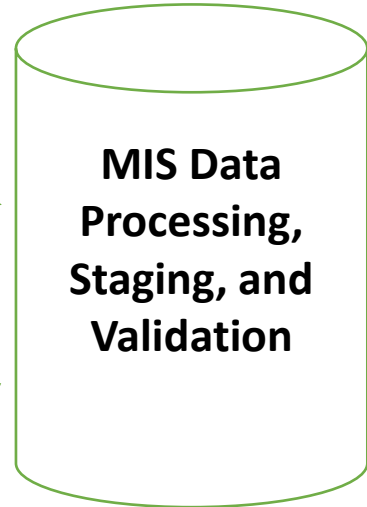 MIS Data
Processing,
Staging, and
Validation